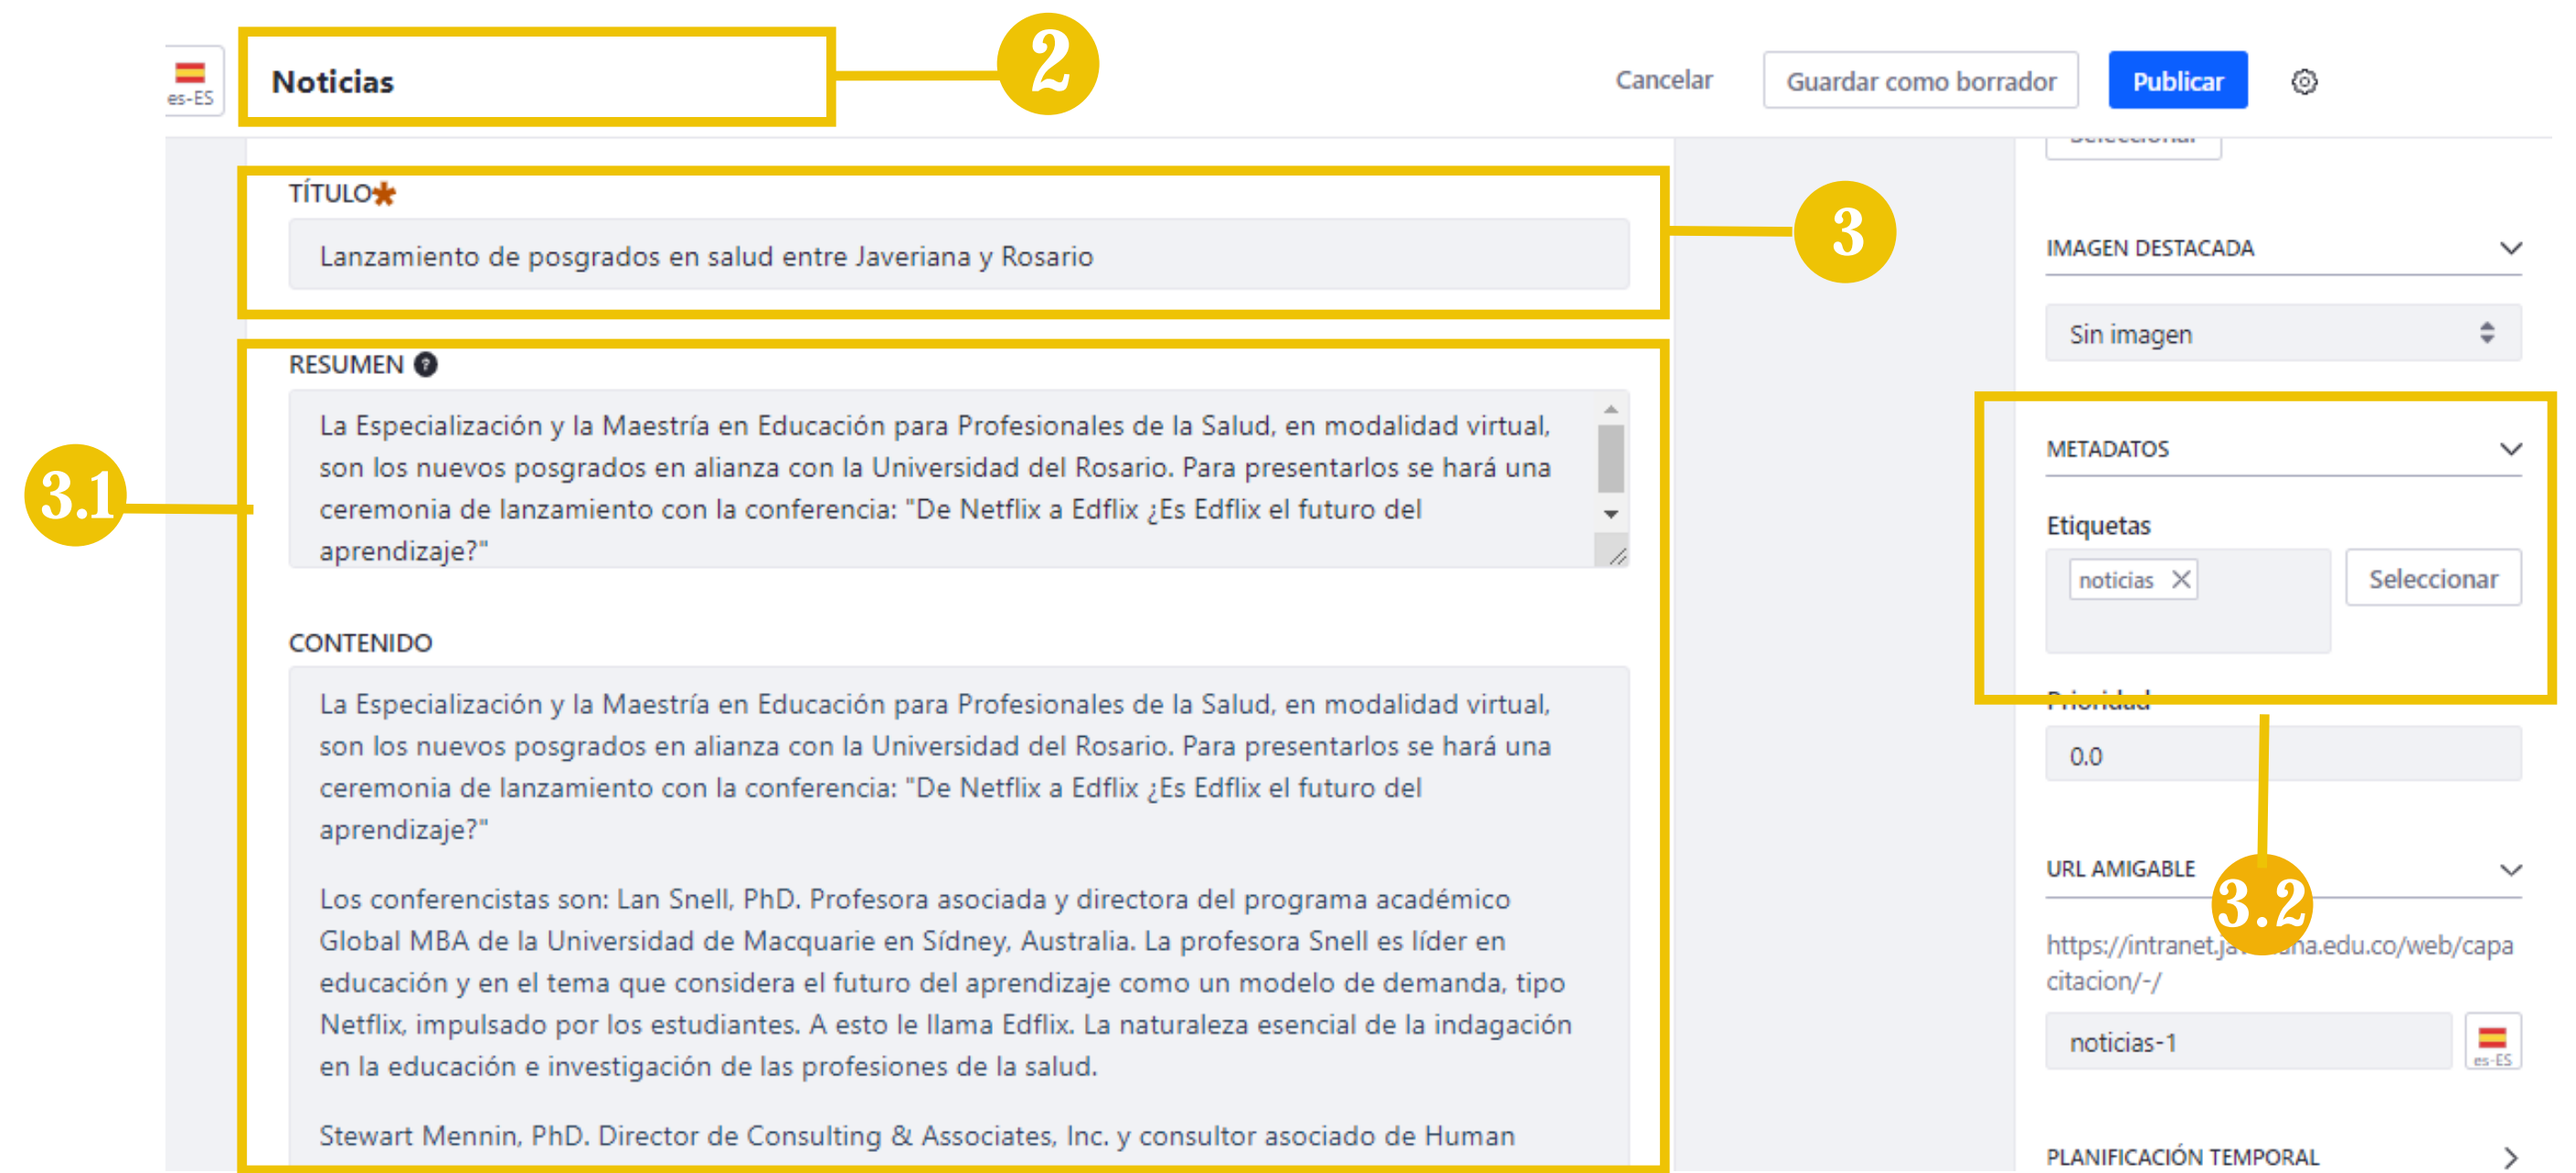 es-ES
Noticias
2
Cancelar
Guardar como borrador
Publicar
TÍTULO
Lanzamiento de posgrados en salud entre Javeriana y Rosario
3
RESUMEN
La Especialización y la Maestría en Educación para Profesionales de la Salud, en modalidad virtual,
son los nuevos posgrados en alianza con la Universidad del Rosario. Para presentarlos se hará una
ceremonia de lanzamiento con la conferencia: "De Netflix a Edflix ¿Es Edflix el futuro del
aprendizaje?"
3.1
CONTENIDO
La Especialización y la Maestría en Educación para Profesionales de la Salud, en modalidad virtual,
son los nuevos posgrados en alianza con la Universidad del Rosario. Para presentarlos se hará una
ceremonia de lanzamiento con la conferencia: "De Netflix a Edflix ¿Es Edflix el futuro del
aprendizaje?"
Los conferencistas son: Lan Snell, PhD. Profesora asociada y directora del programa académico
Global MBA de la Universidad de Macquarie en Sídney, Australia. La profesora Snell es líder en
educación y en el tema que considera el futuro del aprendizaje como un modelo de demanda, tipo
Netflix, impulsado por los estudiantes. A esto le llama Edflix. La naturaleza esencial de la indagación
en la educación e investigación de las profesiones de la salud.
Stewart Mennin, PhD. Director de Consulting & Associates, Inc. y consultor asociado de Human
IMAGEN DESTACADA
Sin imagen
METADATOS
Etiquetas
noticias
Seleccionar
Prioridad
0.0
URL AMIGABLE
3.2
citacion/-/
noticias-1
es-ES
PLANIFICACIÓN TEMPORAL